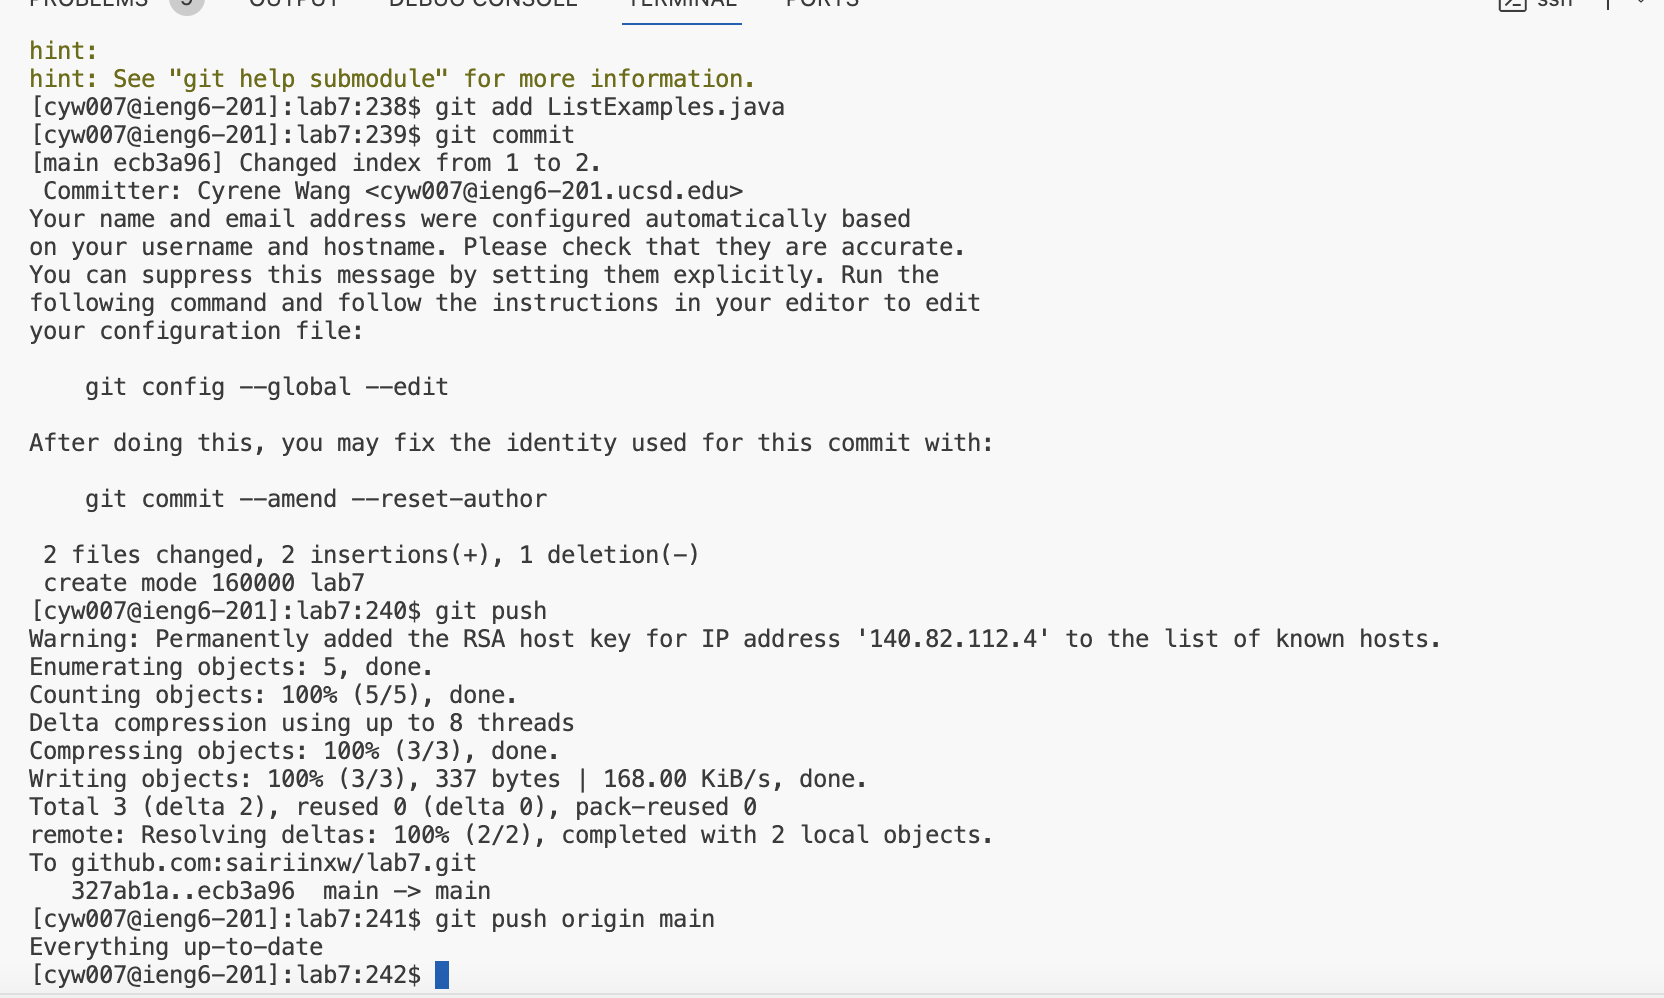 PROBLEMS OUTPUT DEBUG CONSOLE TERMINAL PORTS ssh
hint:
hint: See "git help submodule" for more information.
[cyw007@ieng6-201]:lab7:238$ git add ListExamples.java
[cyw007@ieng6-201]:lab7:239$ git commit
[main ecb3a96] Changed index from 1 to 2.
 Committer: Cyrene Wang <cyw007@ieng6-201.ucsd.edu>
Your name and email address were configured automatically based
on your username and hostname. Please check that they are accurate.
You can suppress this message by setting them explicitly. Run the
following command and follow the instructions in your editor to edit
your configuration file:
    git config --global --edit
After doing this, you may fix the identity used for this commit with:
    git commit --amend --reset-author
 2 files changed, 2 insertions(+), 1 deletion(-)
 create mode 160000 lab7
[cyw007@ieng6-201]:lab7:240$ git push
Warning: Permanently added the RSA host key for IP address '140.82.112.4' to the list of known hosts.
Enumerating objects: 5, done.
Counting objects: 100% (5/5), done.
Delta compression using up to 8 threads
Compressing objects: 100% (3/3), done.
Writing objects: 100% (3/3), 337 bytes | 168.00 KiB/s, done.
Total 3 (delta 2), reused 0 (delta 0), pack-reused 0
remote: Resolving deltas: 100% (2/2), completed with 2 local objects.
To github.com:sairiinxw/lab7.git
   327ab1a..ecb3a96  main -> main
[cyw007@ieng6-201]:lab7:241$ git push origin main
Everything up-to-date
[cyw007@ieng6-201]:lab7:242$